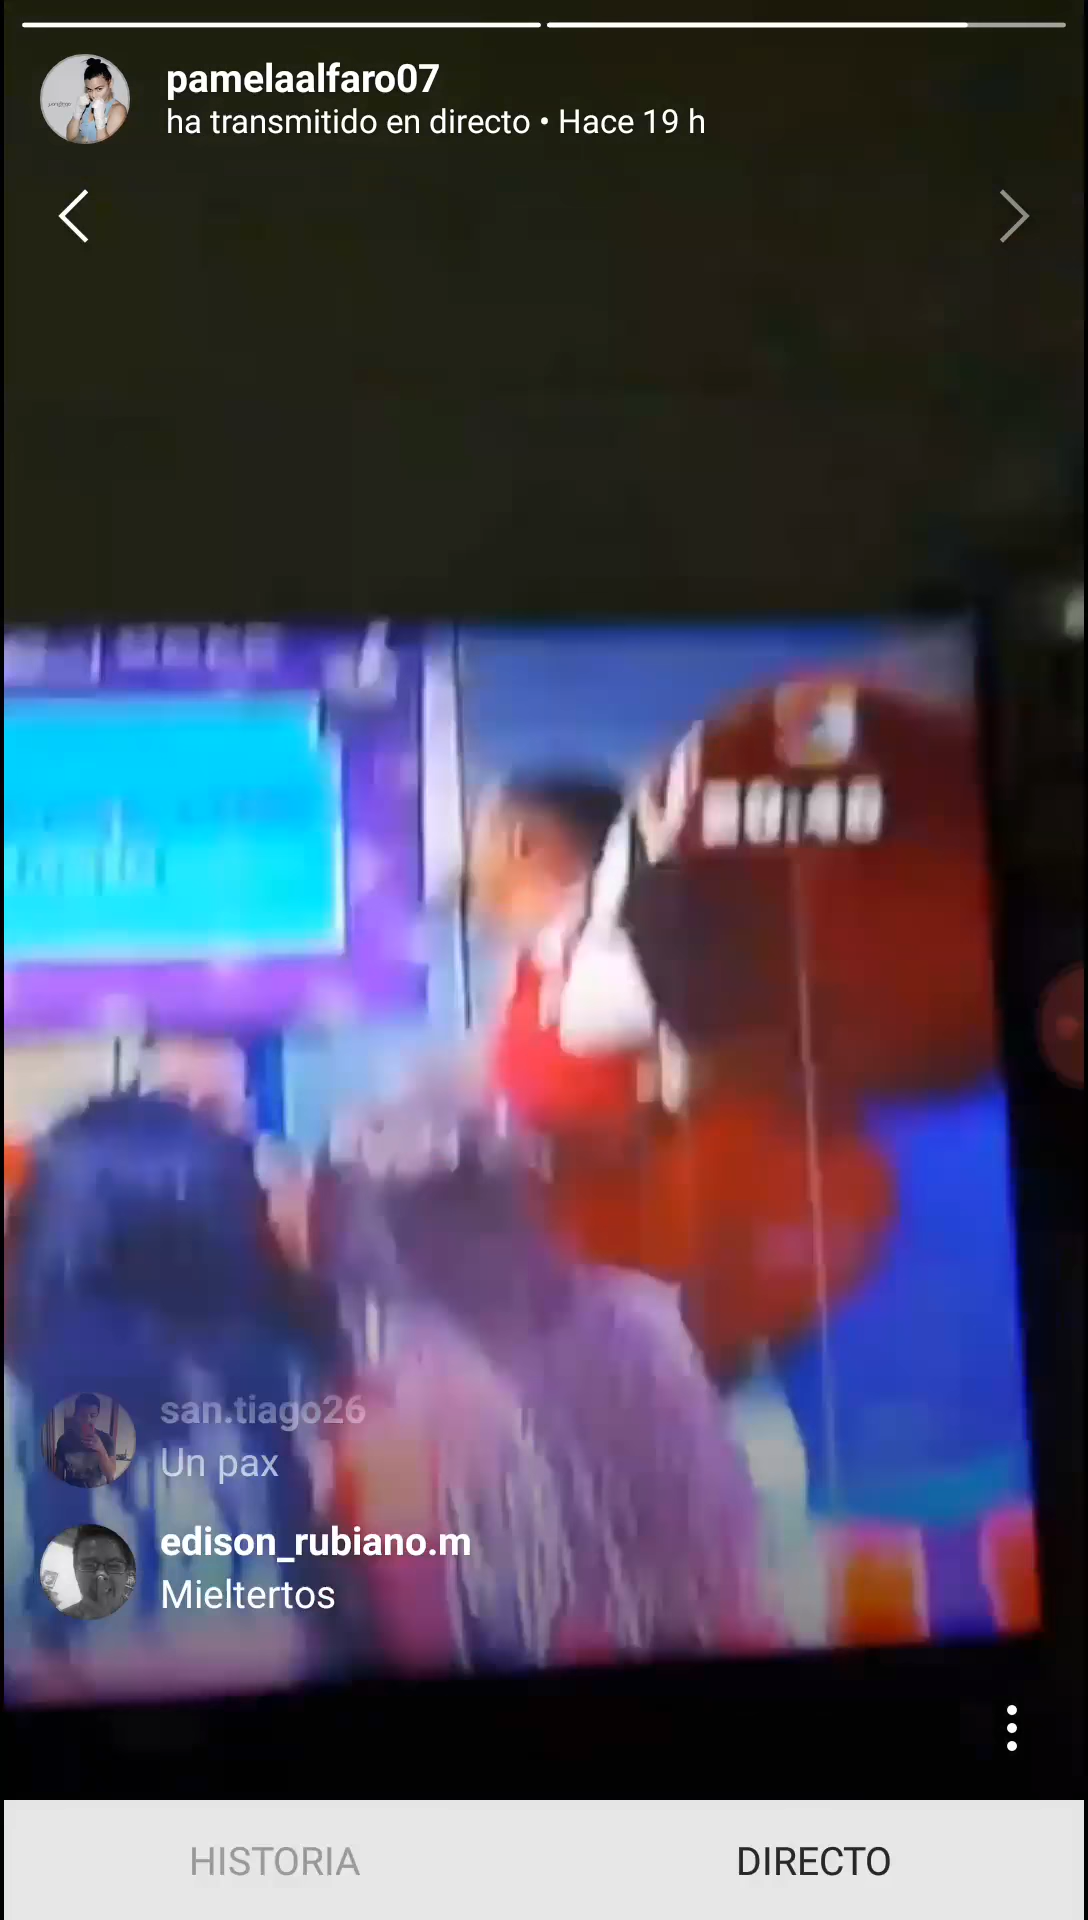 pamelaalfaro07
ha transmitido en directo • Hace 19 h
san.tiago26
Un pax
edison_rubiano.m
Mieltertos
HISTORIA
DIRECTO